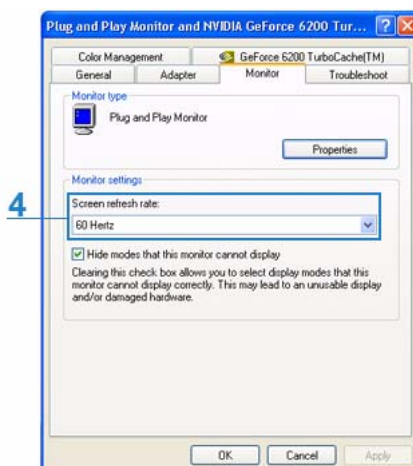 Plug and Play Monitor and NVIDIA GeForce 6200 Tur...
Color Management
GeForce 6200 TurboCache(TM)
General
Adapter
Monitor
Troubleshoot
Monitor type
Plug and Play Monitor
Properties
Monitor settings
4
Screen refresh rate:
60 Hertz
Hide modes that this monitor cannot display
Clearing this check box allows you to select display modes that this
monitor cannot display correctly. This may lead to an unusable display
and/or damaged hardware.
OK
Cancel
Apply